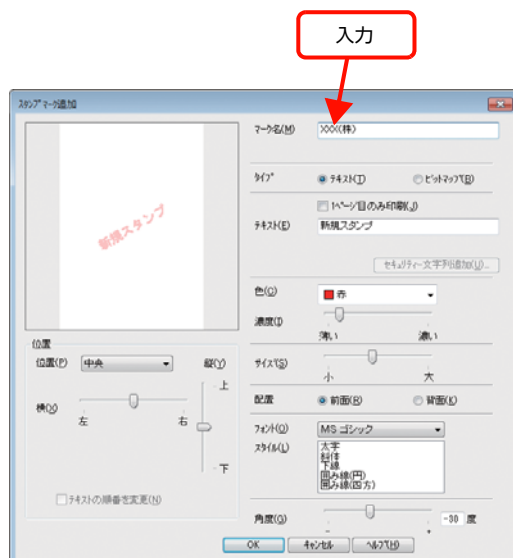 入力
スタンプマーク追加
マーク名(M)
XXX(株)
タイプ
テキスト(T)
ビットマップ(B)
1ページ目のみ印刷(J)
テキスト(E)
新規スタンプ
セキュリティー文字列追加(U)...
新規スタンプ
色(C)
赤
濃度(I)
薄い
濃い
位置
位置(P)
中央
縦(Y)
サイズ(S)
小
大
上
横(X)
左
右
下
配置
前面(F)
背面(K)
フォント(O)
MS ゴシック
スタイル(L)
太字
斜体
下線
囲み線(円)
囲み線(四方)
テキストの順番を変更(N)
角度(G)
-
+
-30 度
OK
キャンセル
ヘルプ(H)